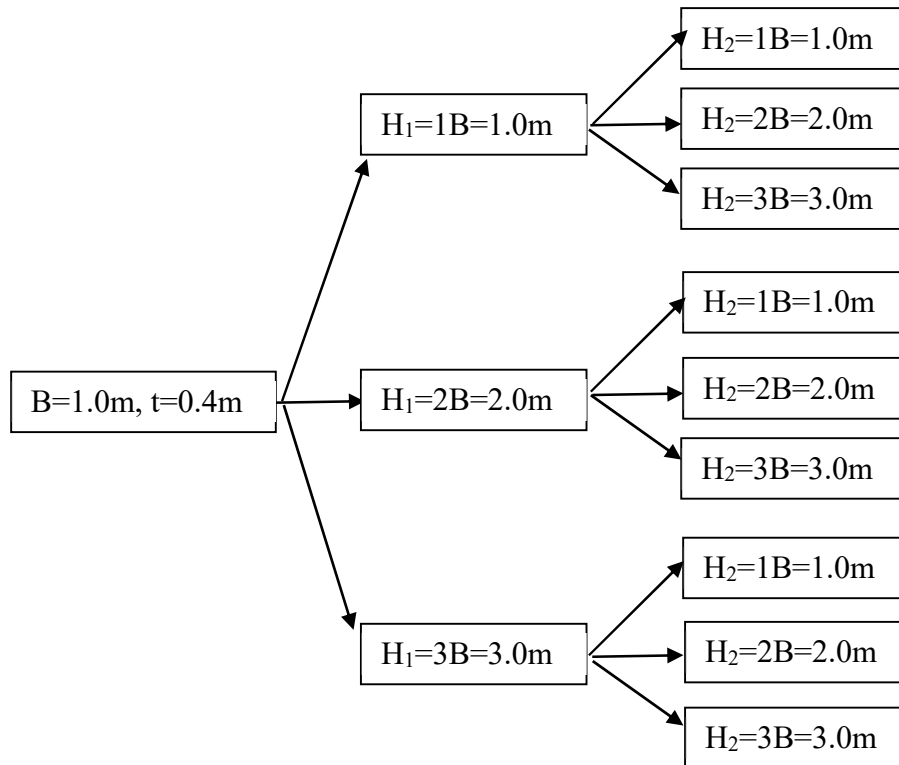 B=1.0m, t=0.4m
H₁=1B=1.0m
H₂=1B=1.0m
H₂=2B=2.0m
H₂=3B=3.0m
H₁=2B=2.0m
H₂=1B=1.0m
H₂=2B=2.0m
H₂=3B=3.0m
H₁=3B=3.0m
H₂=1B=1.0m
H₂=2B=2.0m
H₂=3B=3.0m